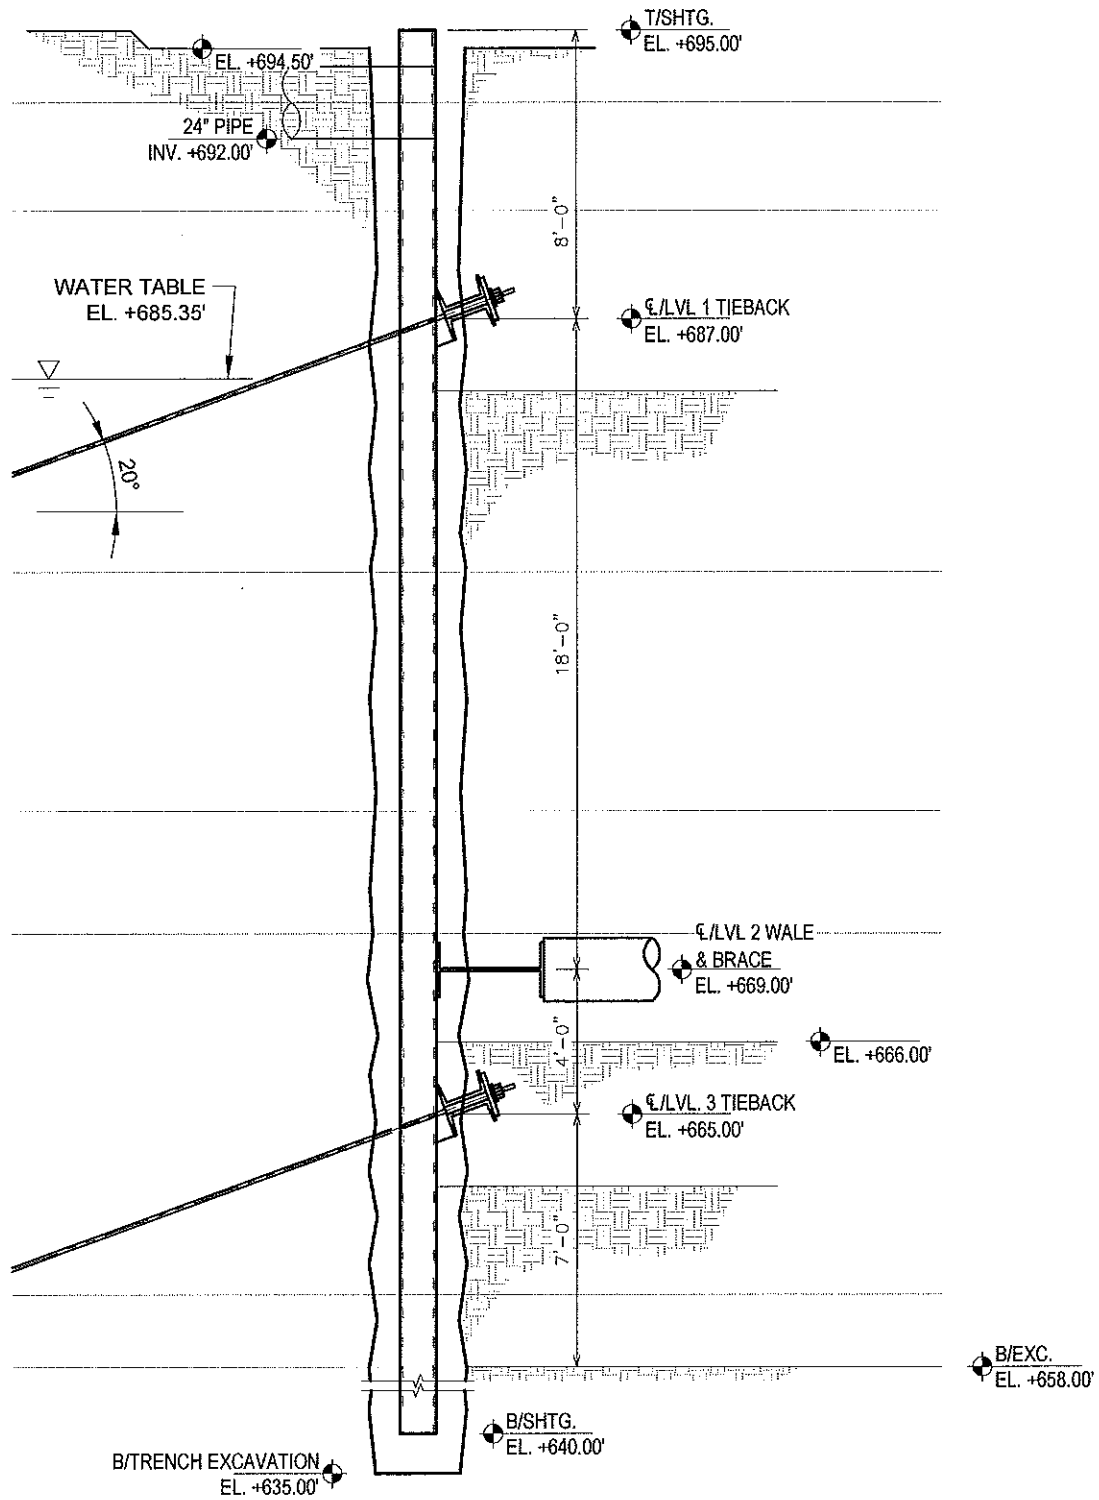 T/SHTG.
EL. +695.00'
EL. +694.50'
24" PIPE
INV. +692.00'
8'-0"
WATER TABLE
EL. +685.35'
℄/LVL 1 TIEBACK
EL. +687.00'
20°
18'-0"
℄/LVL 2 WALE
& BRACE
EL. +669.00'
4'-0"
EL. +666.00'
℄/LVL. 3 TIEBACK
EL. +665.00'
7'-0"
B/EXC.
EL. +658.00'
B/SHTG.
EL. +640.00'
B/TRENCH EXCAVATION
EL. +635.00'